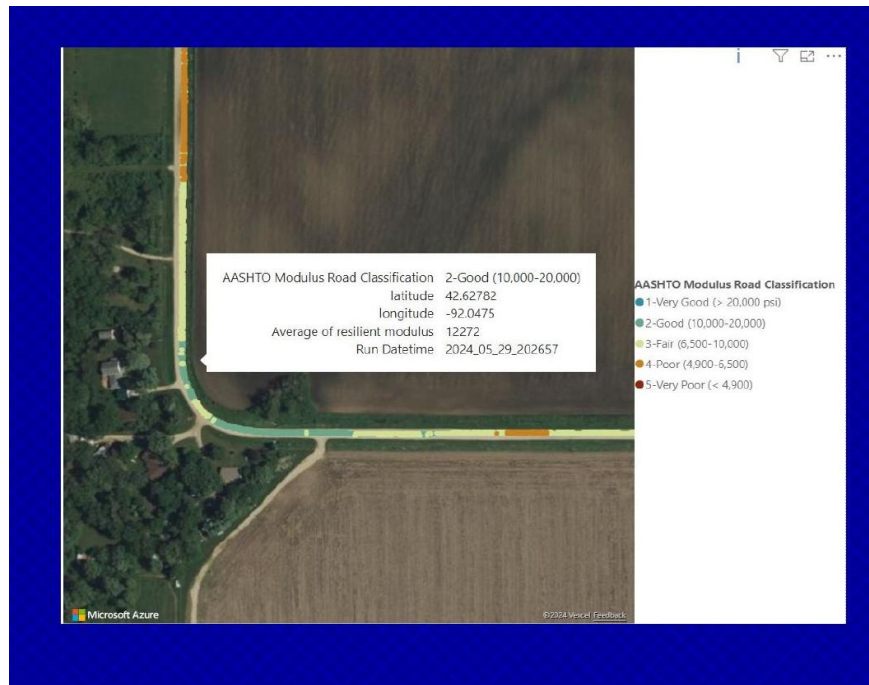 AASHTO Modulus Road Classification 2-Good (10,000-20,000)
latitude 42.62782
longitude -92.0475
Average of resilient modulus 12272
Run Datetime 2024_05_29_202657
AASHTO Modulus Road Classification
1-Very Good (> 20,000 psi)
2-Good (10,000-20,000)
3-Fair (6,500-10,000)
4-Poor (4,900-6,500)
5-Very Poor (< 4,900)
Microsoft Azure
©2024 Vexcel Feedback